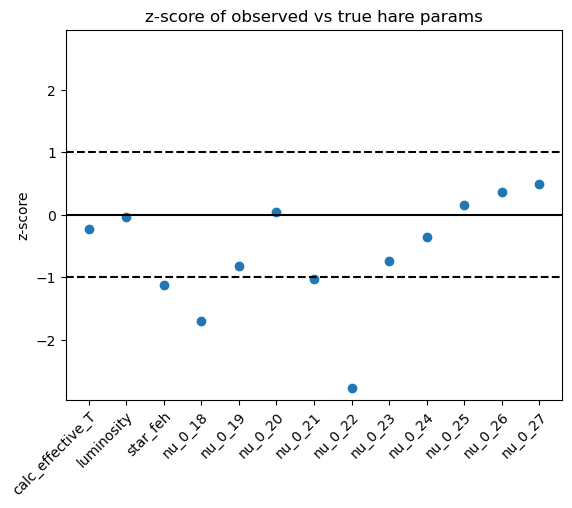 z-score of observed vs true hare params
z-score
2
1
0
−1
−2
calc_effective_T
luminosity
star_feh
nu_0_18
nu_0_19
nu_0_20
nu_0_21
nu_0_22
nu_0_23
nu_0_24
nu_0_25
nu_0_26
nu_0_27